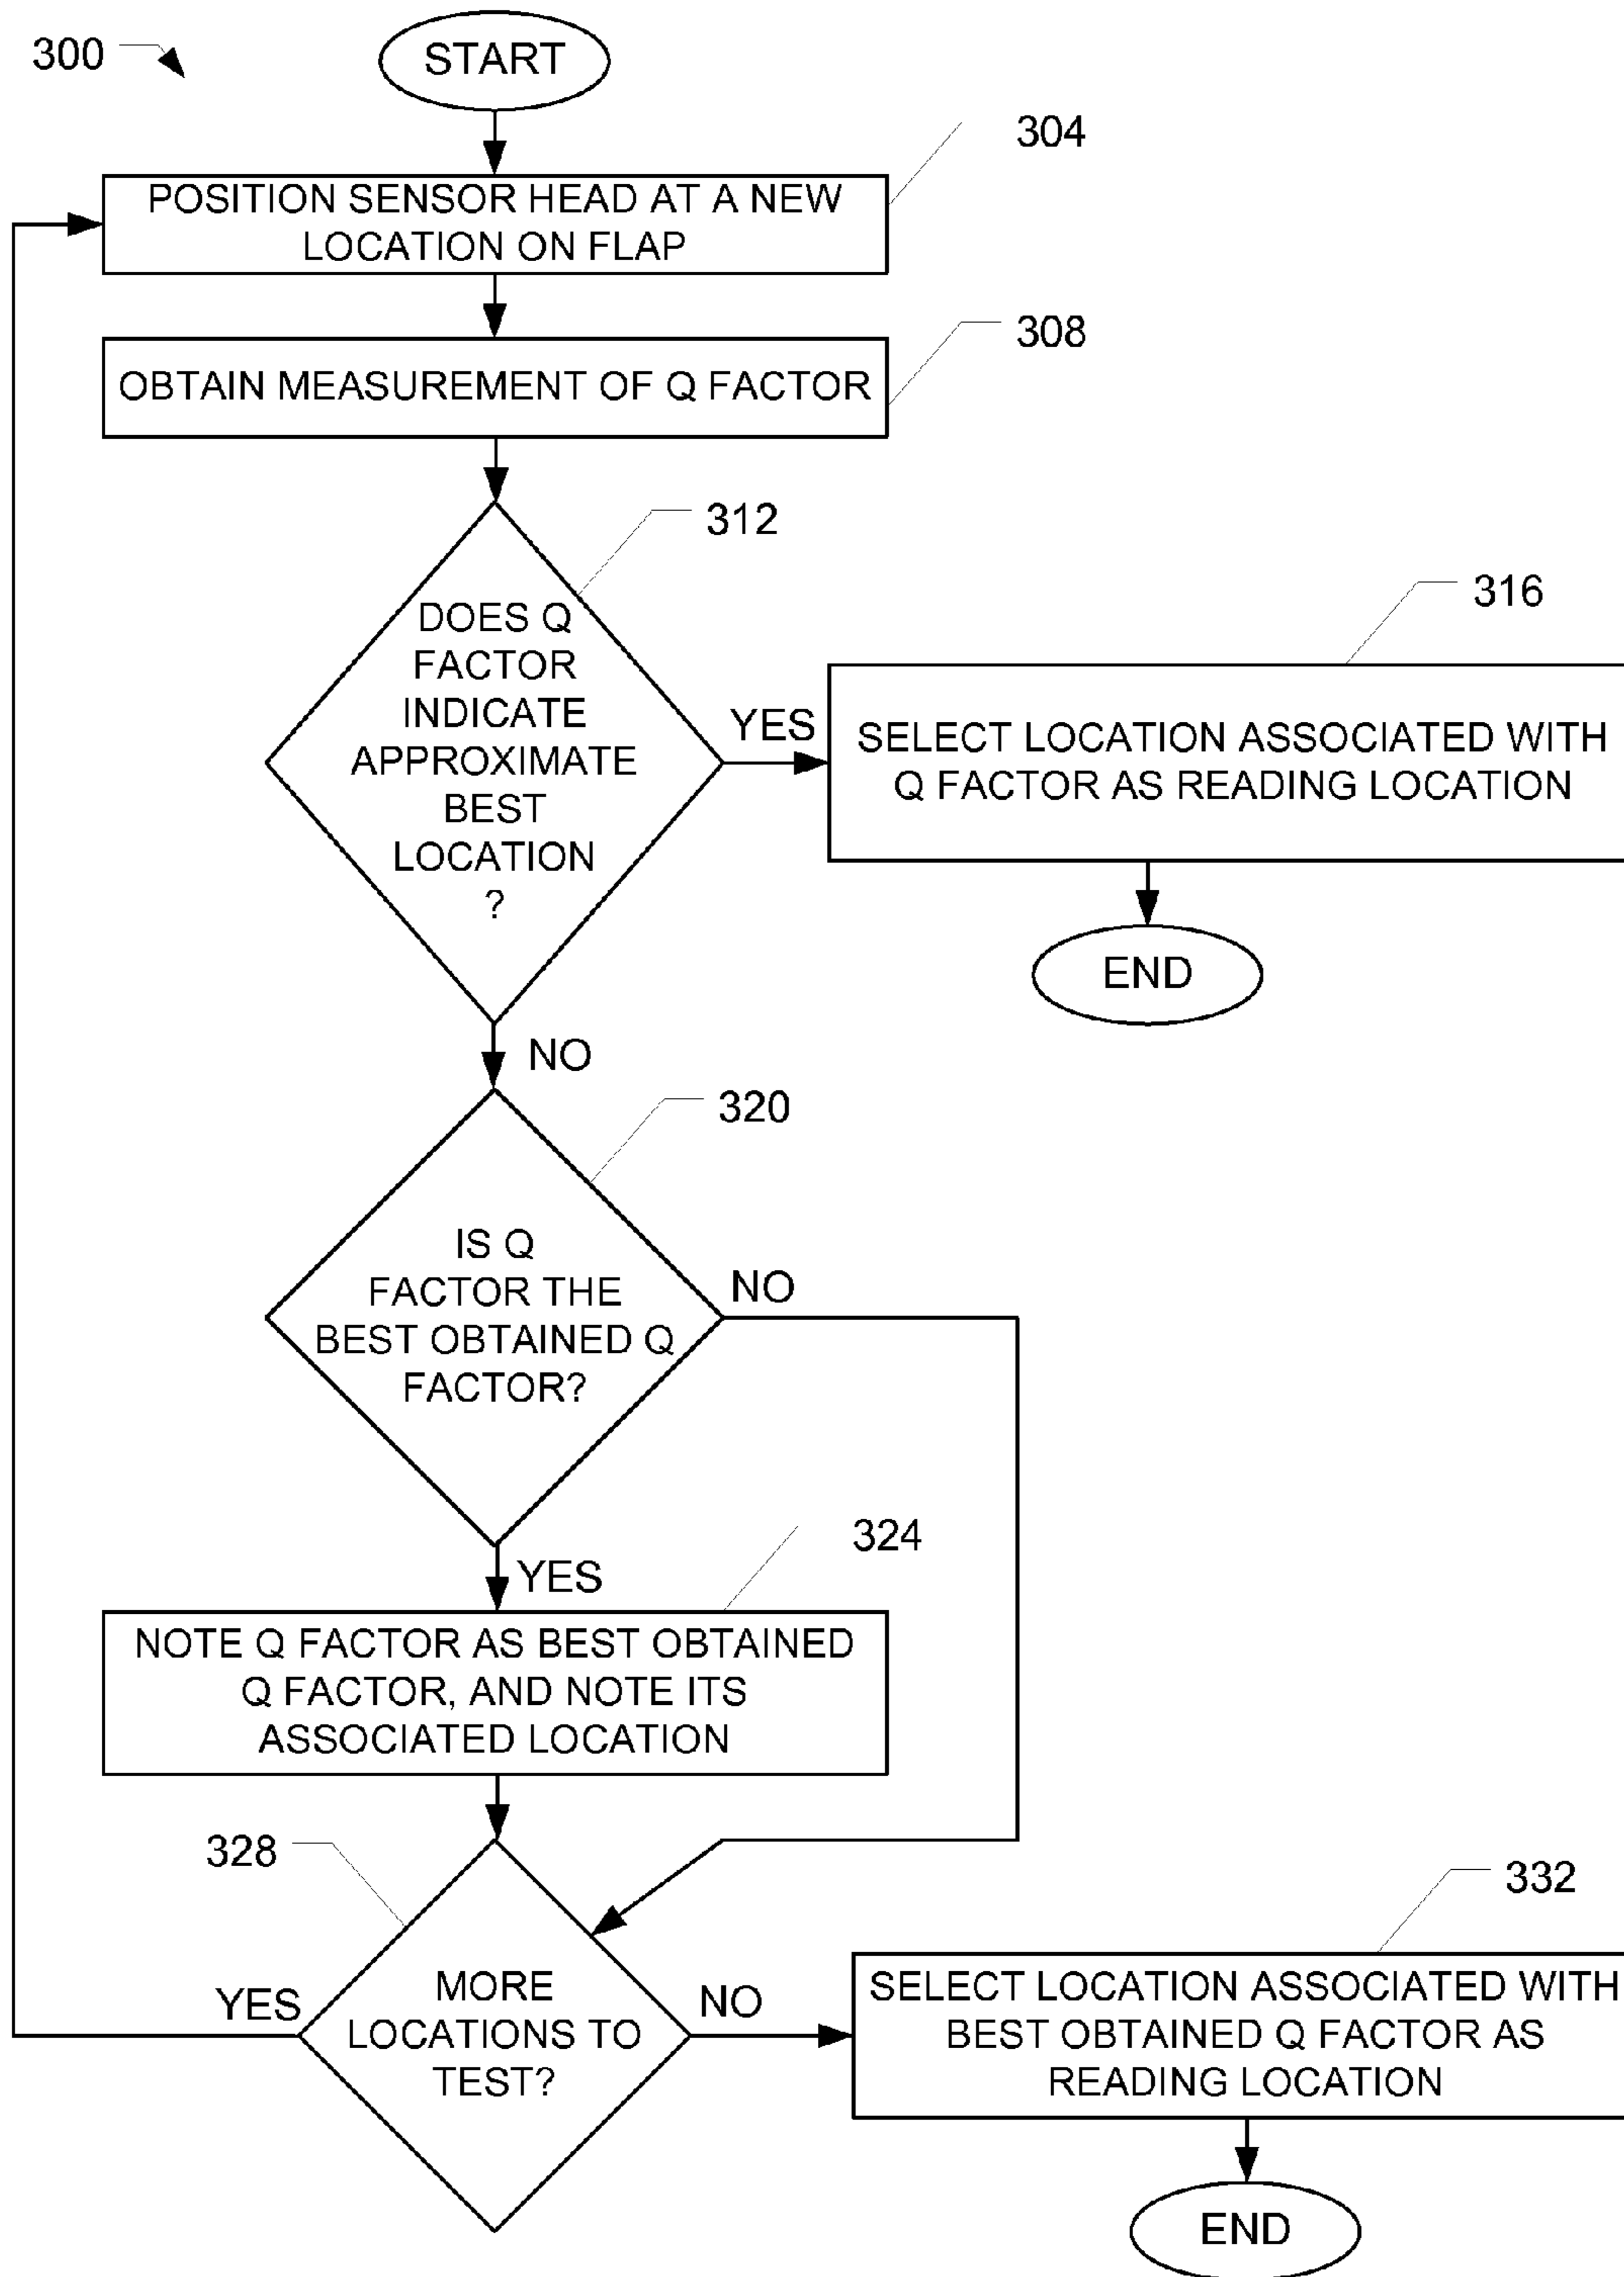 300
START
304
POSITION SENSOR HEAD AT A NEW
LOCATION ON FLAP
308
OBTAIN MEASUREMENT OF Q FACTOR
312
DOES Q
FACTOR
INDICATE
APPROXIMATE
BEST
LOCATION
?
YES
316
SELECT LOCATION ASSOCIATED WITH
Q FACTOR AS READING LOCATION
END
NO
320
IS Q
FACTOR THE
BEST OBTAINED Q
FACTOR?
NO
YES
324
NOTE Q FACTOR AS BEST OBTAINED
Q FACTOR, AND NOTE ITS
ASSOCIATED LOCATION
328
MORE
LOCATIONS TO
TEST?
YES
NO
332
SELECT LOCATION ASSOCIATED WITH
BEST OBTAINED Q FACTOR AS
READING LOCATION
END